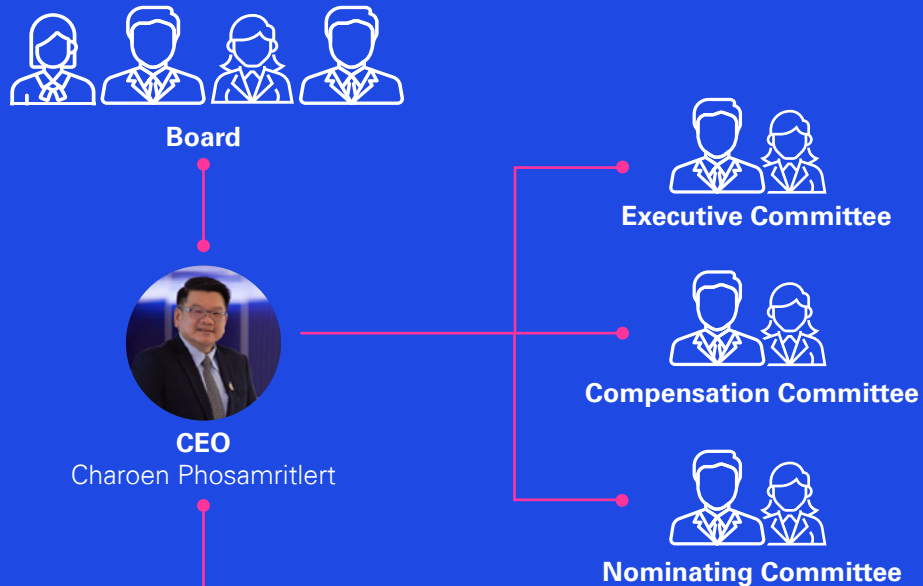 Board
Executive Committee
Compensation Committee
CEO
Charoen Phosamritlert
Nominating Committee